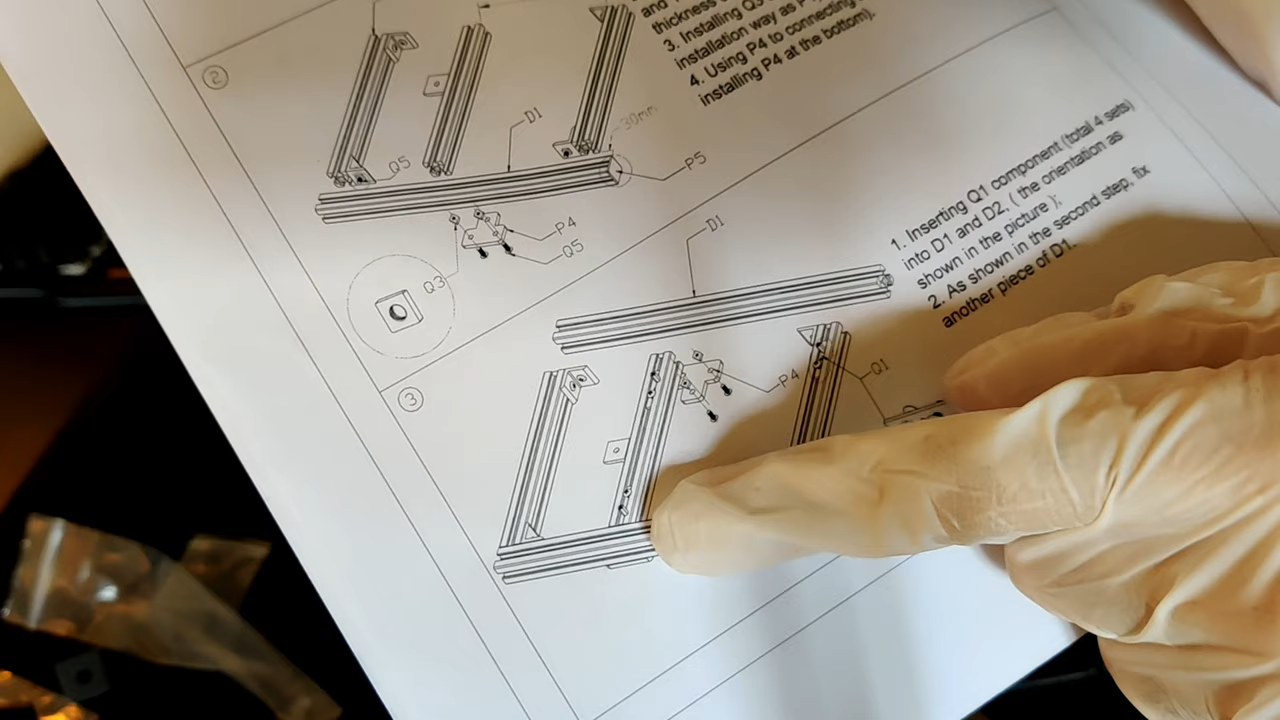 2
and
thickness
3. Installing Q3
installation way as
4. Using P4 to connecting
installing P4 at the bottom).
D1
30mm
Q5
P5
P4
Q5
Q3
1. Inserting Q1 component (total 4 sets)
into D1 and D2, ( the orientation as
shown in the picture );
2. As shown in the second step, fix
another piece of D1.
D1
3
P4
Q1